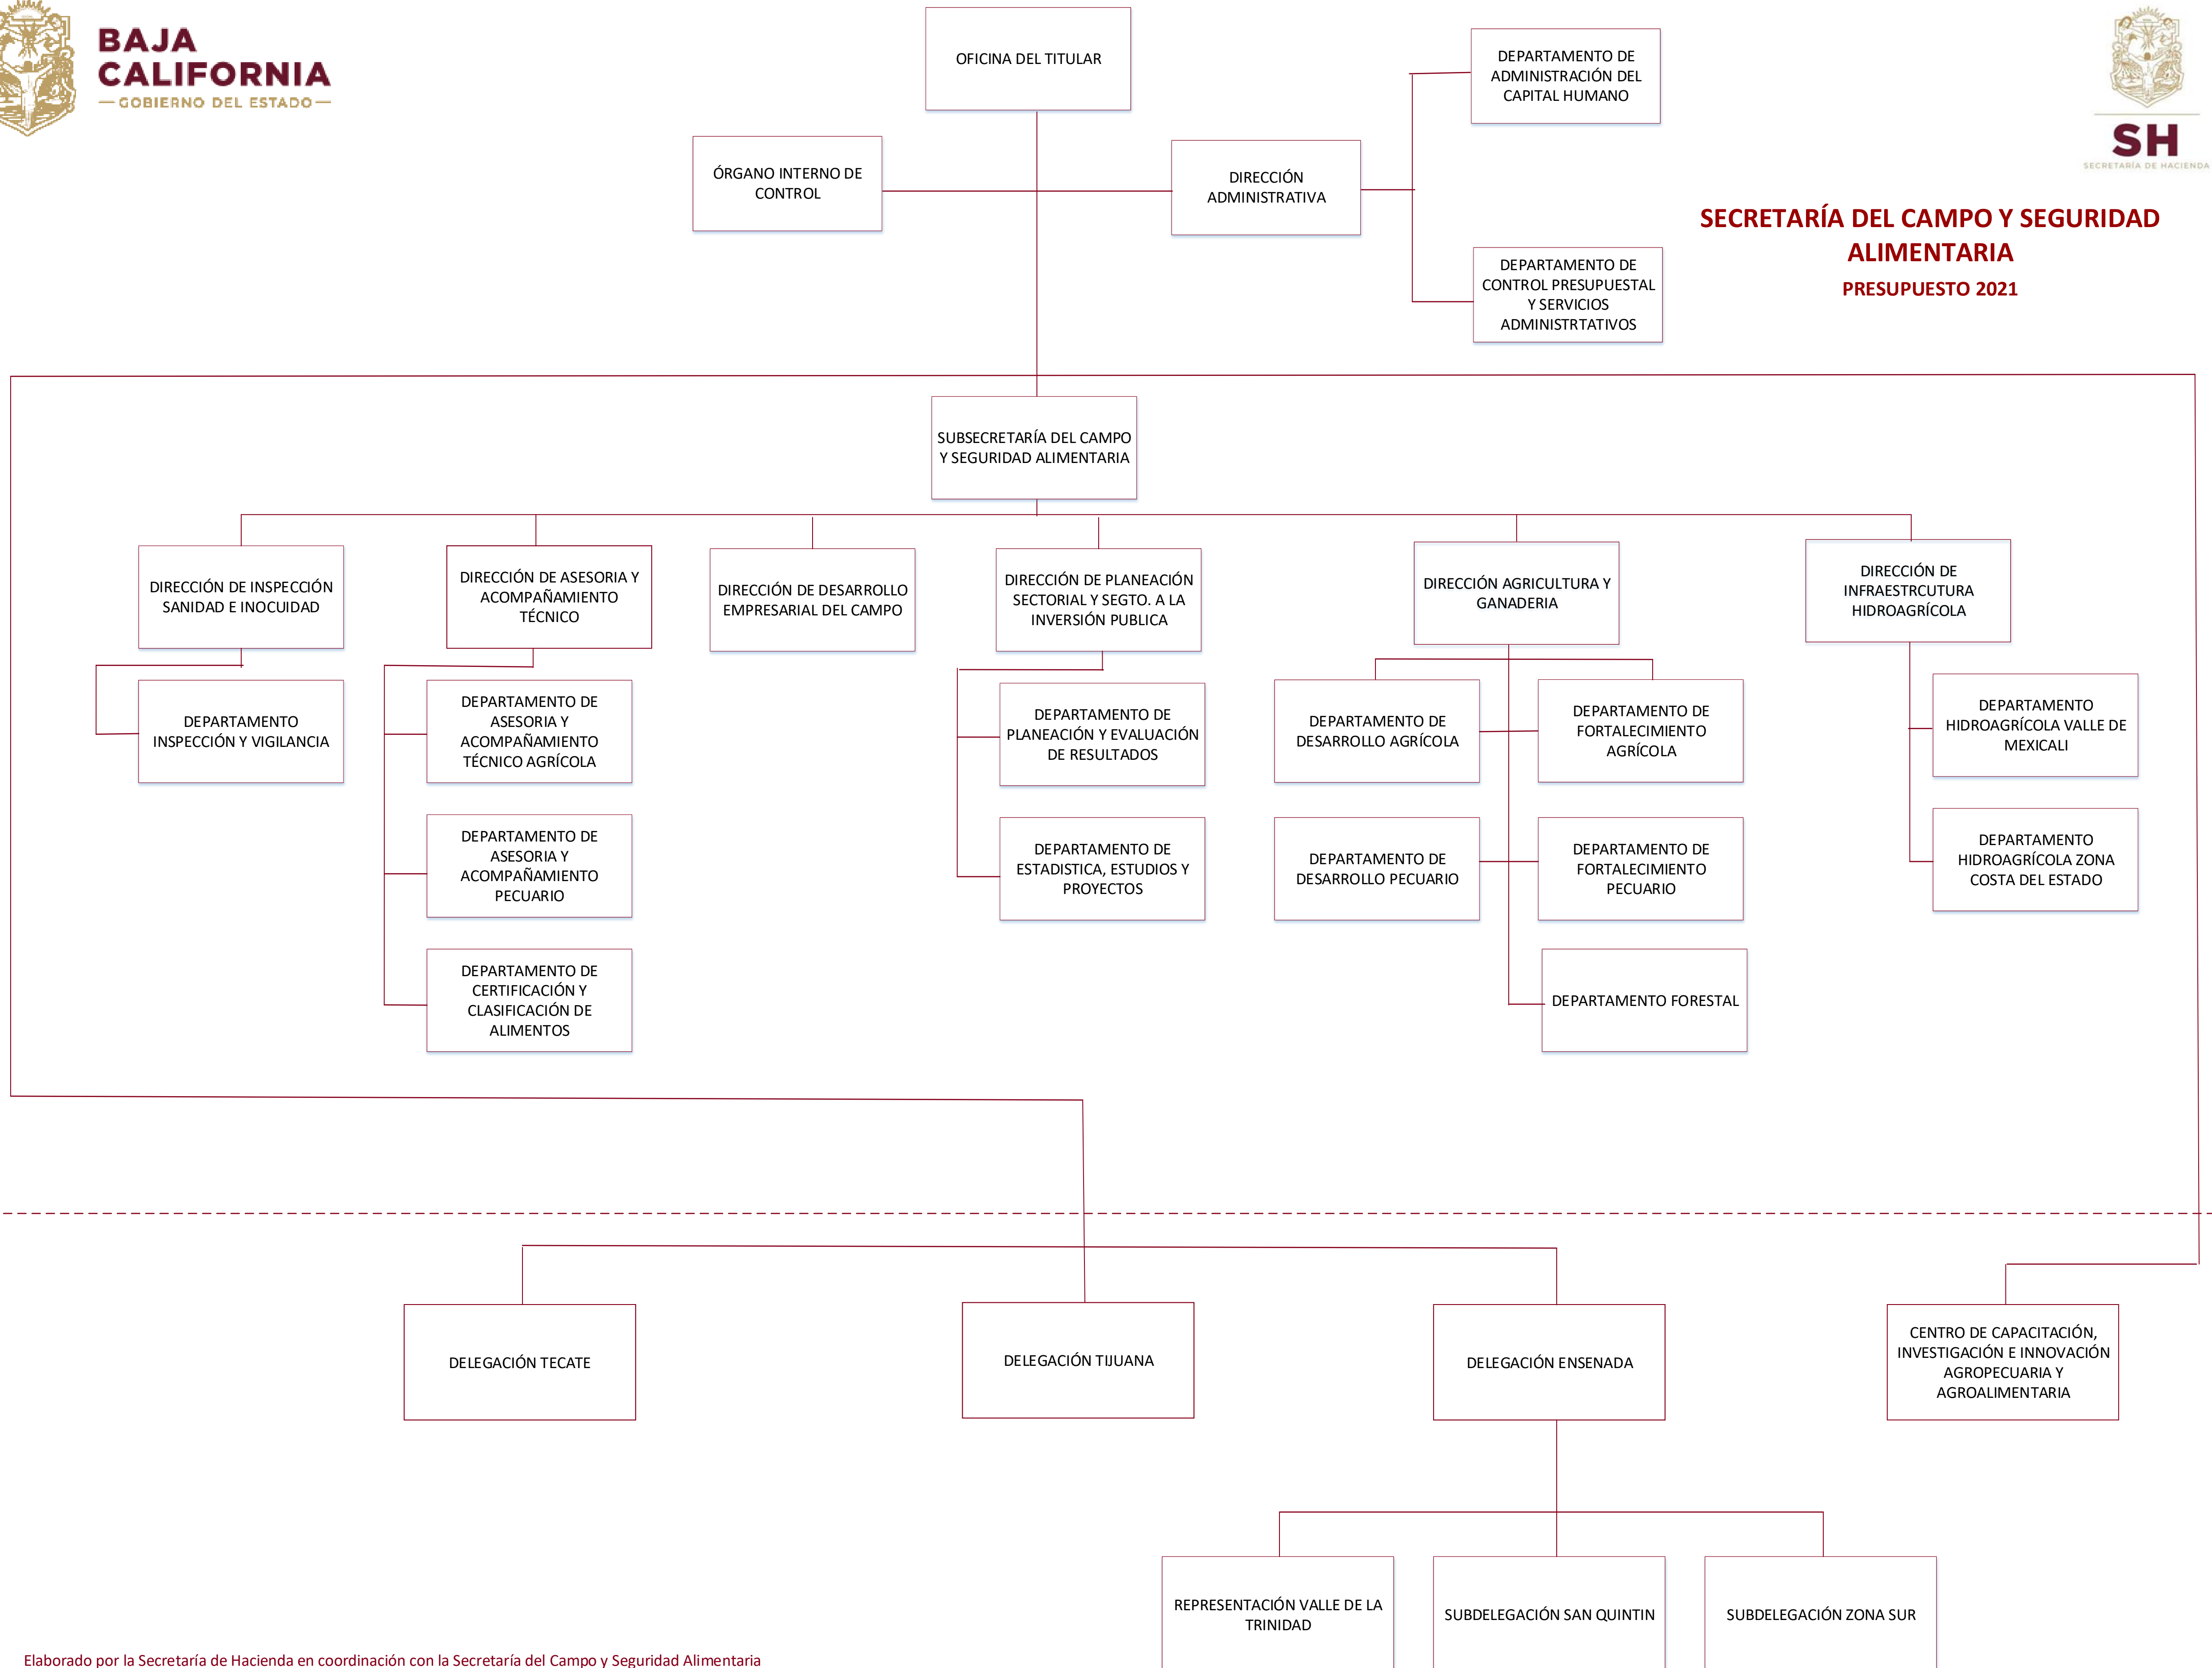 BAJA
CALIFORNIA
GOBIERNO DEL ESTADO
OFICINA DEL TITULAR
DEPARTAMENTO DE
ADMINISTRACIÓN DEL
CAPITAL HUMANO
SH
SECRETARÍA DE HACIENDA
ÓRGANO INTERNO DE
CONTROL
DIRECCIÓN
ADMINISTRATIVA
SECRETARÍA DEL CAMPO Y SEGURIDAD
ALIMENTARIA
PRESUPUESTO 2021
DEPARTAMENTO DE
CONTROL PRESUPUESTAL
Y SERVICIOS
ADMINISTRTATIVOS
SUBSECRETARÍA DEL CAMPO
Y SEGURIDAD ALIMENTARIA
DIRECCIÓN DE INSPECCIÓN
SANIDAD E INOCUIDAD
DIRECCIÓN DE ASESORIA Y
ACOMPAÑAMIENTO
TÉCNICO
DIRECCIÓN DE DESARROLLO
EMPRESARIAL DEL CAMPO
DIRECCIÓN DE PLANEACIÓN
SECTORIAL Y SEGTO. A LA
INVERSIÓN PUBLICA
DIRECCIÓN AGRICULTURA Y
GANADERIA
DIRECCIÓN DE
INFRAESTRCUTURA
HIDROAGRÍCOLA
DEPARTAMENTO
INSPECCIÓN Y VIGILANCIA
DEPARTAMENTO DE
ASESORIA Y
ACOMPAÑAMIENTO
TÉCNICO AGRÍCOLA
DEPARTAMENTO DE
PLANEACIÓN Y EVALUACIÓN
DE RESULTADOS
DEPARTAMENTO DE
DESARROLLO AGRÍCOLA
DEPARTAMENTO DE
FORTALECIMIENTO
AGRÍCOLA
DEPARTAMENTO
HIDROAGRÍCOLA VALLE DE
MEXICALI
DEPARTAMENTO DE
ASESORIA Y
ACOMPAÑAMIENTO
PECUARIO
DEPARTAMENTO DE
ESTADISTICA, ESTUDIOS Y
PROYECTOS
DEPARTAMENTO DE
DESARROLLO PECUARIO
DEPARTAMENTO DE
FORTALECIMIENTO
PECUARIO
DEPARTAMENTO
HIDROAGRÍCOLA ZONA
COSTA DEL ESTADO
DEPARTAMENTO DE
CERTIFICACIÓN Y
CLASIFICACIÓN DE
ALIMENTOS
DEPARTAMENTO FORESTAL
DELEGACIÓN TECATE
DELEGACIÓN TIJUANA
DELEGACIÓN ENSENADA
CENTRO DE CAPACITACIÓN,
INVESTIGACIÓN E INNOVACIÓN
AGROPECUARIA Y
AGROALIMENTARIA
REPRESENTACIÓN VALLE DE LA
TRINIDAD
SUBDELEGACIÓN SAN QUINTIN
SUBDELEGACIÓN ZONA SUR
Elaborado por la Secretaría de Hacienda en coordinación con la Secretaría del Campo y Seguridad Alimentaria